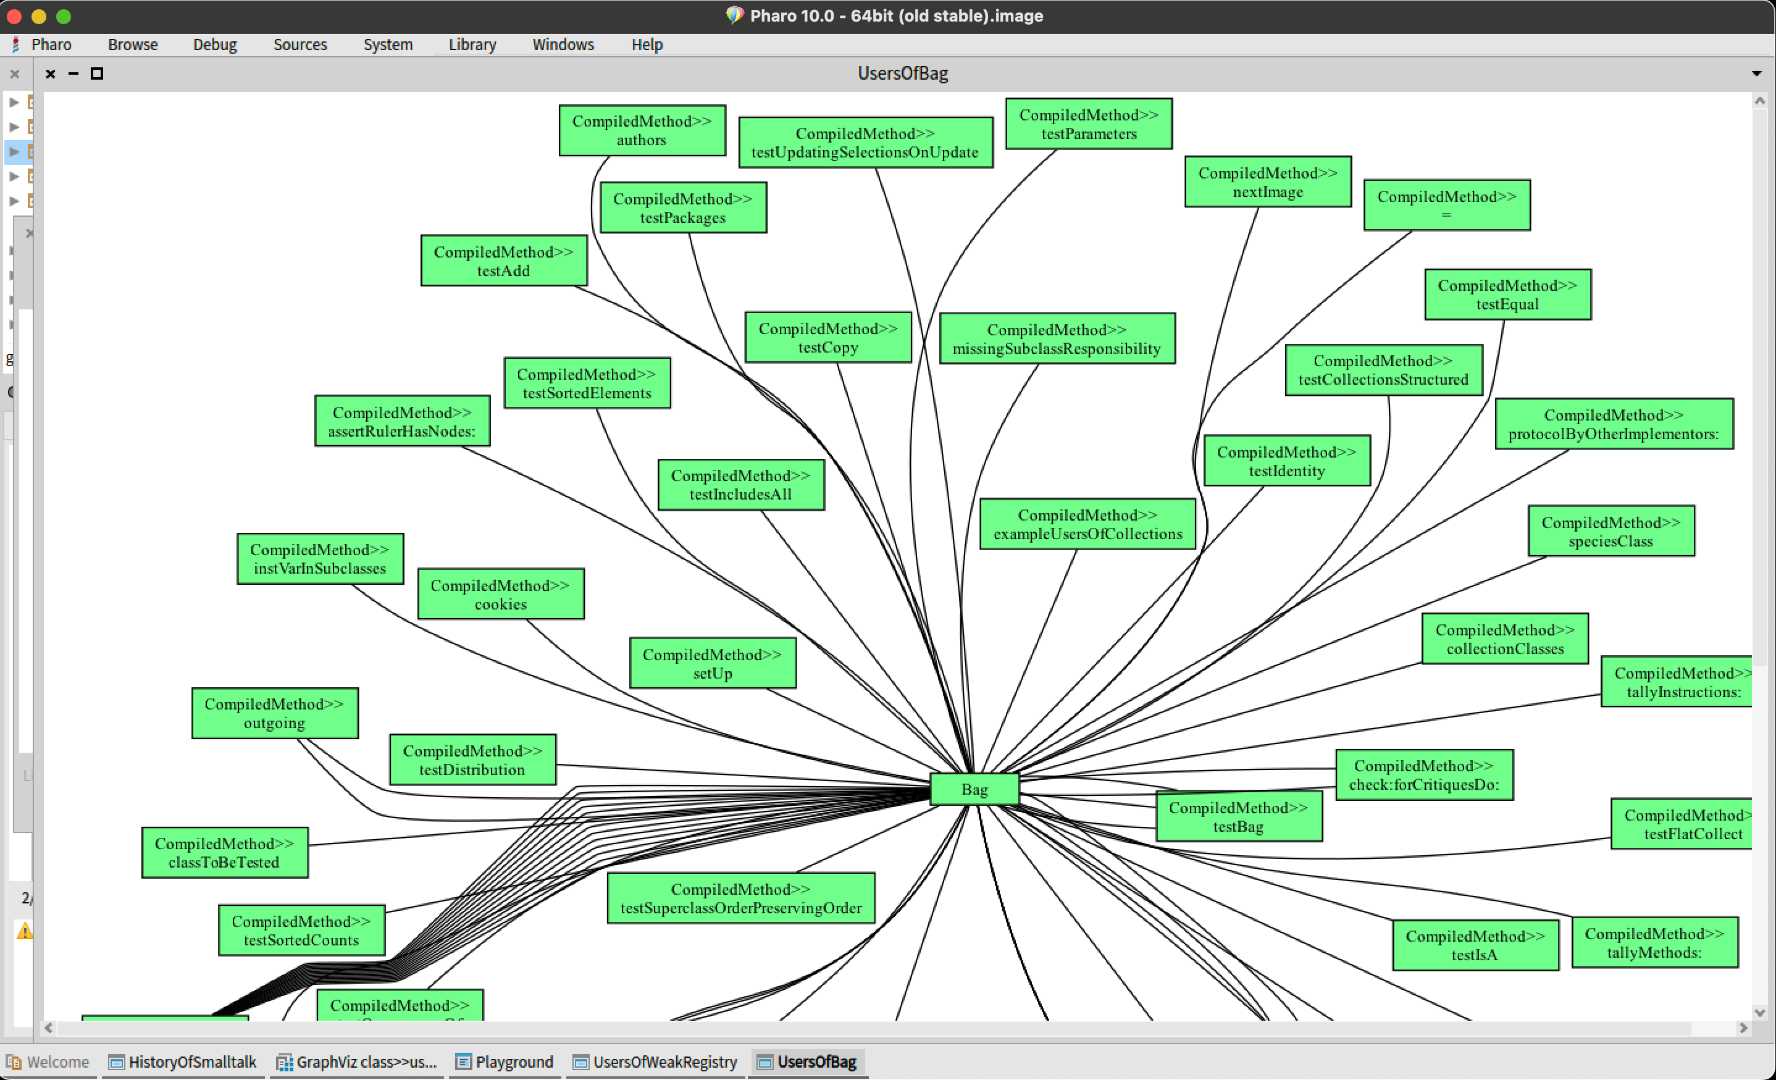 Pharo 10.0 - 64bit (old stable).image
Pharo Browse Debug Sources System Library Windows Help
UsersOfBag
CompiledMethod>>
authors
CompiledMethod>>
testUpdatingSelectionsOnUpdate
CompiledMethod>>
testParameters
CompiledMethod>>
nextImage
CompiledMethod>>
=
CompiledMethod>>
testPackages
CompiledMethod>>
testAdd
CompiledMethod>>
testEqual
CompiledMethod>>
testCopy
CompiledMethod>>
missingSubclassResponsibility
CompiledMethod>>
testCollectionsStructured
CompiledMethod>>
testSortedElements
CompiledMethod>>
assertRulerHasNodes:
CompiledMethod>>
protocolByOtherImplementors:
CompiledMethod>>
testIdentity
CompiledMethod>>
testIncludesAll
CompiledMethod>>
exampleUsersOfCollections
CompiledMethod>>
speciesClass
CompiledMethod>>
instVarInSubclasses
CompiledMethod>>
cookies
CompiledMethod>>
collectionClasses
CompiledMethod>>
setUp
CompiledMethod>>
tallyInstructions:
CompiledMethod>>
outgoing
CompiledMethod>>
testDistribution
CompiledMethod>>
check:forCritiquesDo:
Bag
CompiledMethod>>
testBag
CompiledMethod>
testFlatCollect
CompiledMethod>>
classToBeTested
CompiledMethod>>
testSuperclassOrderPreservingOrder
CompiledMethod>>
testSortedCounts
CompiledMethod>>
testIsA
CompiledMethod>>
tallyMethods:
CompiledMethod>>
2/
Welcome HistoryOfSmalltalk GraphViz class>>us... Playground UsersOfWeakRegistry UsersOfBag